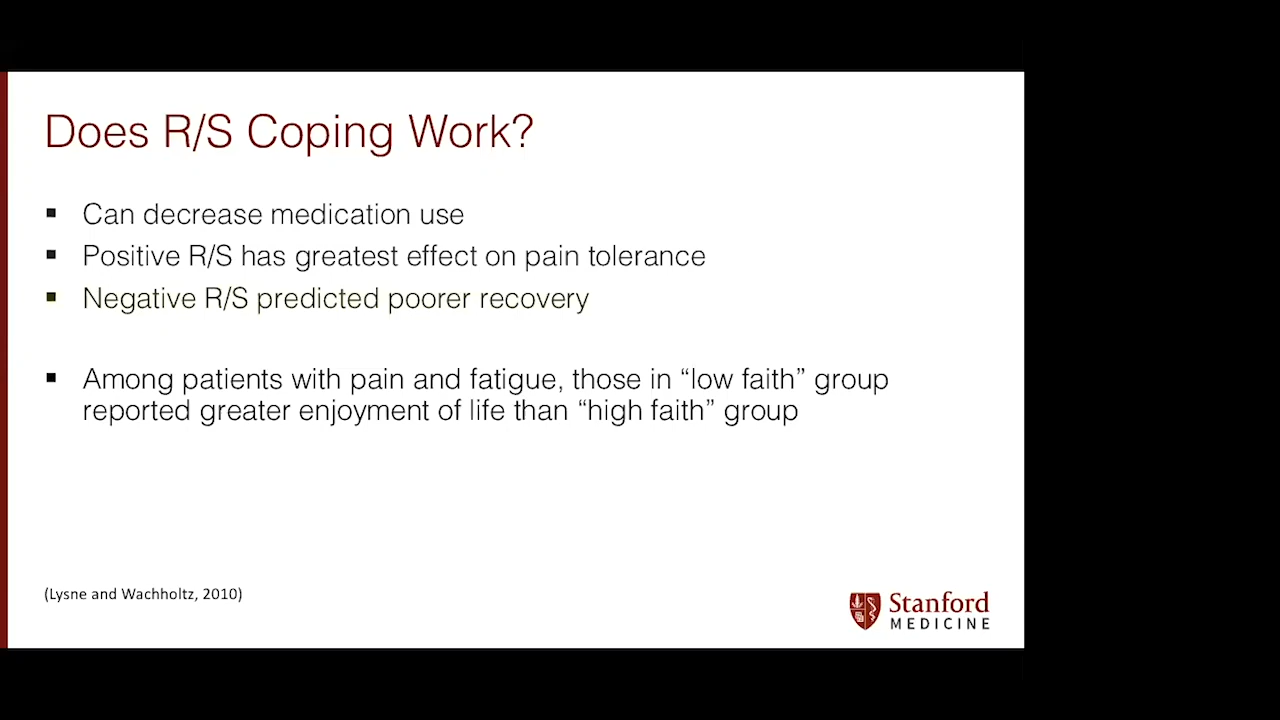 Does R/S Coping Work?
▪ Can decrease medication use
▪ Positive R/S has greatest effect on pain tolerance
▪ Negative R/S predicted poorer recovery
▪ Among patients with pain and fatigue, those in “low faith” group
reported greater enjoyment of life than “high faith” group
(Lysne and Wachholtz, 2010)
Stanford
MEDICINE